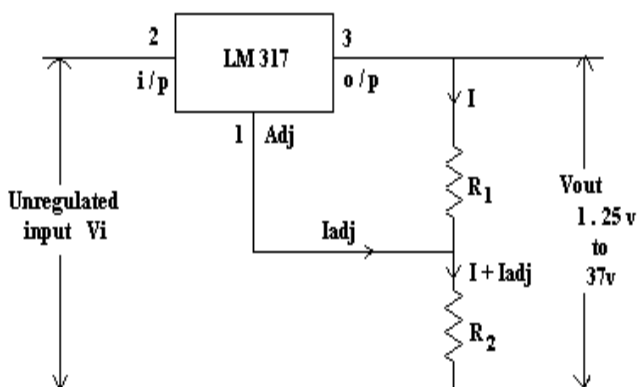 2
LM 317
3
i/p
o/p
1 Adj
I
R1
Unregulated
input Vi
Iadj
I + Iadj
R2
Vout
1.25 v
to
37v